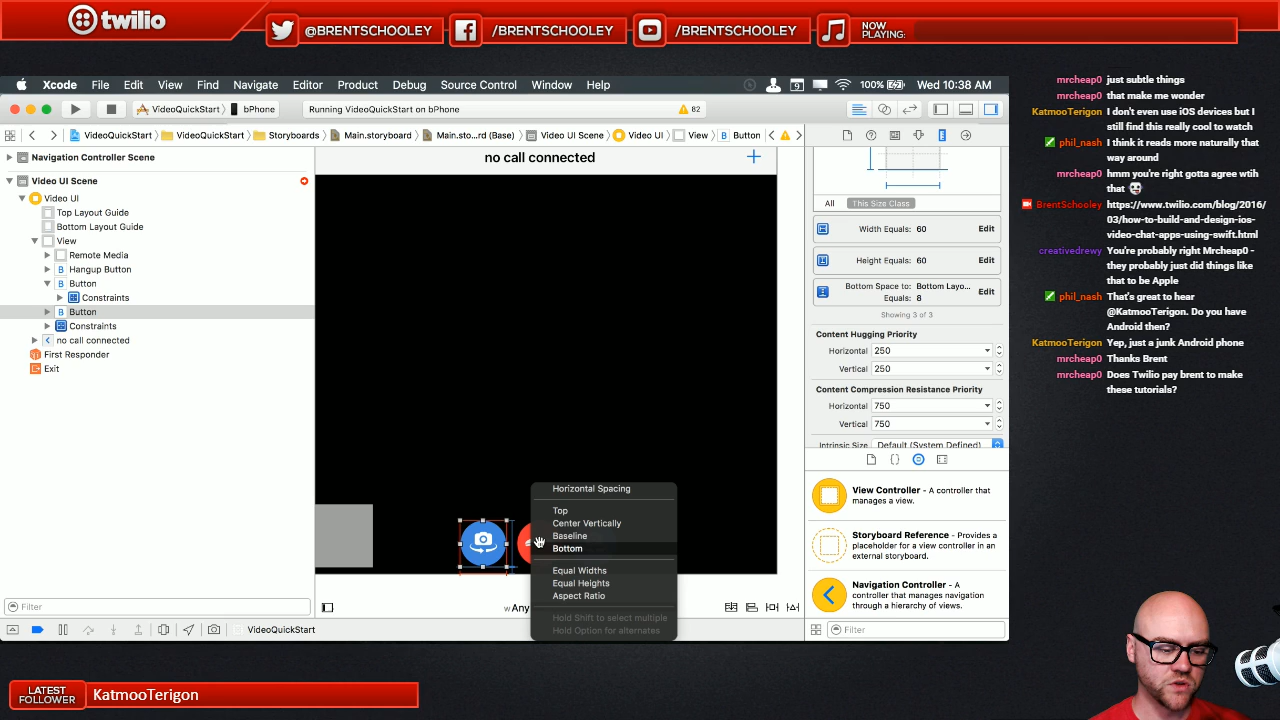 twilio
@BRENTSCHOOLEY
/BRENTSCHOOLEY
/BRENTSCHOOLEY
NOW
PLAYING:
Xcode File Edit View Find Navigate Editor Product Debug Source Control Window Help
9
100%
Wed 10:38 AM
VideoQuickStart
bPhone
Running VideoQuickStart on bPhone
82
VideoQuickStart
VideoQuickStart
Storyboards
Main.storyboard
Main.sto...rd (Base)
Video UI Scene
Video UI
View
B Button
Navigation Controller Scene
Video UI Scene
Video UI
Top Layout Guide
Bottom Layout Guide
View
Remote Media
B Hangup Button
B Button
Constraints
B Button
Constraints
no call connected
First Responder
Exit
Filter
no call connected
Horizontal Spacing
Top
Center Vertically
Baseline
Bottom
Equal Widths
Equal Heights
Aspect Ratio
Hold Shift to select multiple
Hold Option for alternates
wAny
VideoQuickStart
All
This Size Class
Width Equals: 60
Edit
Height Equals: 60
Edit
Bottom Space to: Bottom Layo...
Equals: 8
Edit
Showing 3 of 3
Content Hugging Priority
Horizontal 250
Vertical 250
Content Compression Resistance Priority
Horizontal 750
Vertical 750
Intrinsic Size Default (System Defined)
View Controller - A controller that
manages a view.
Storyboard Reference - Provides a
placeholder for a view controller in an
external storyboard.
Navigation Controller - A
controller that manages navigation
through a hierarchy of views.
Filter
mrcheap0 just subtle things
mrcheap0 that make me wonder
KatmooTerigon I don't even use iOS devices but I
still find this really cool to watch
phil_nash I think it reads more naturally that
way around
mrcheap0 hmm you're right gotta agree wtih
that
BrentSchooley https://www.twilio.com/blog/2016/
03/how-to-build-and-design-ios-
video-chat-apps-using-swift.html
creativedrewy You're probably right Mrcheap0 -
they probably just did things like
that to be Apple
phil_nash That's great to hear
@KatmooTerigon. Do you have
Android then?
KatmooTerigon Yep, just a junk Android phone
mrcheap0 Thanks Brent
mrcheap0 Does Twilio pay brent to make
these tutorials?
LATEST
FOLLOWER
KatmooTerigon